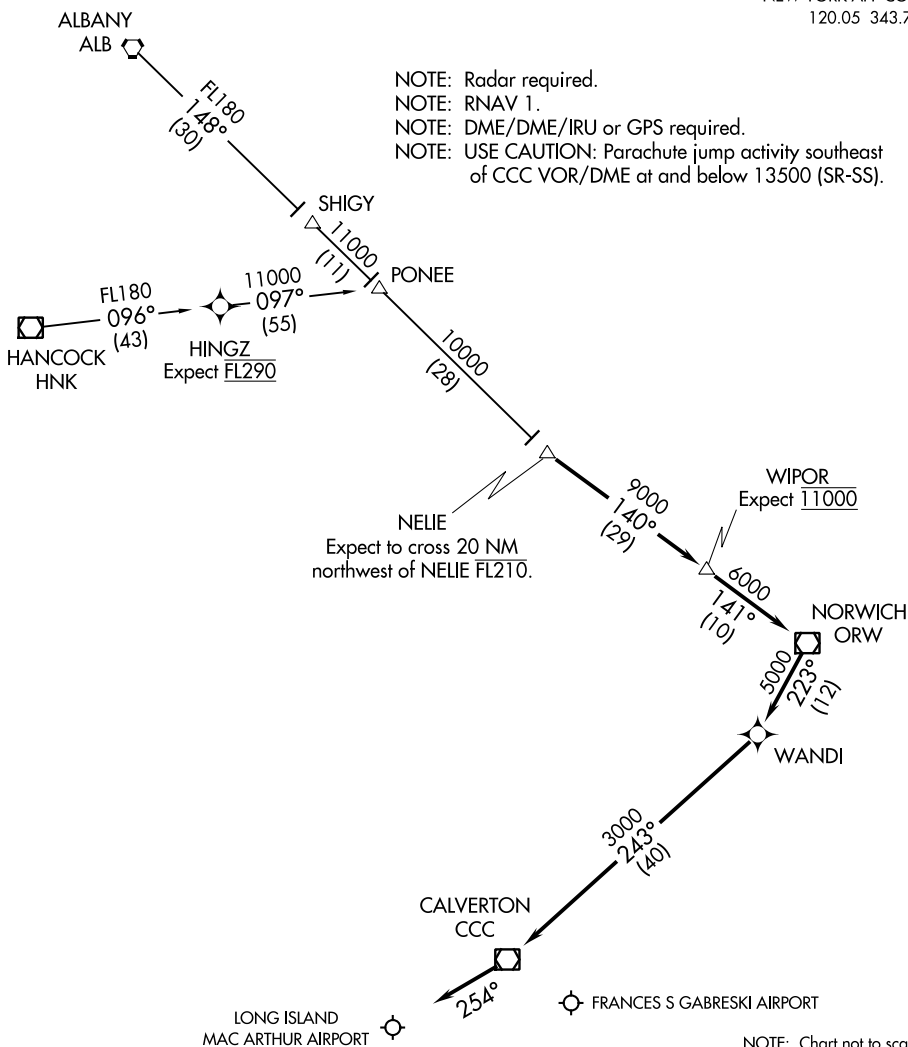 120.05 343.7
ALBANY
ALB
FL180
148°
(30)
NOTE: Radar required.
NOTE: RNAV 1.
NOTE: DME/DME/IRU or GPS required.
NOTE: USE CAUTION: Parachute jump activity southeast
of CCC VOR/DME at and below 13500 (SR-SS).
SHIGY
11000
(11)
PONEE
FL180
096°
(43)
11000
097°
(55)
HANCOCK
HNK
HINGZ
Expect FL290
10000
(28)
NELIE
Expect to cross 20 NM
northwest of NELIE FL210.
9000
140°
(29)
WIPOR
Expect 11000
6000
141°
(10)
NORWICH
ORW
5000
223°
(12)
WANDI
3000
243°
(40)
CALVERTON
CCC
254°
FRANCES S GABRESKI AIRPORT
LONG ISLAND
MAC ARTHUR AIRPORT
NOTE: Chart not to sca